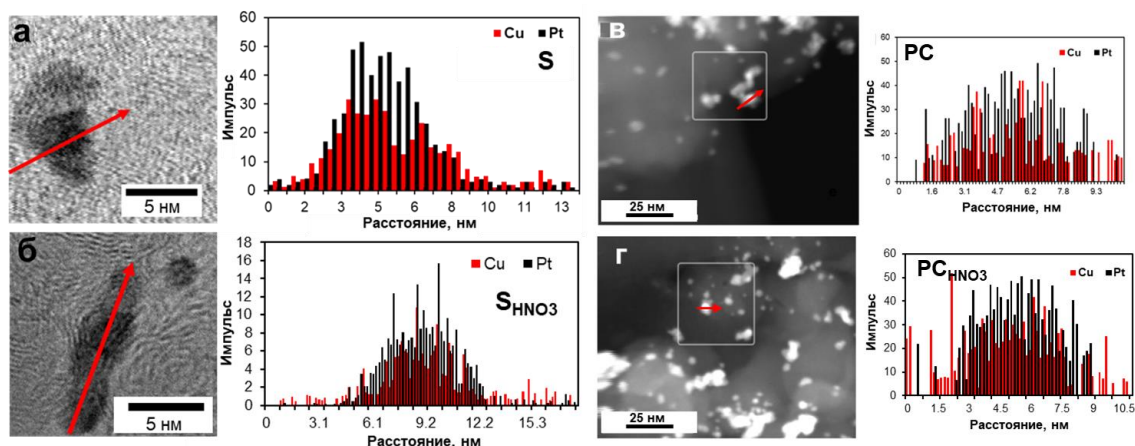 а
5 нм
60
50
40
30
20
10
0
Импульс
Cu Pt
S
0 2 3 5 6 8 10 11 13
Расстояние, нм
б
5 нм
18
16
14
12
10
8
6
4
2
0
Импульс
Cu Pt
SHNO3
0 3.1 6.1 9.2 12.2 15.3
Расстояние, нм
в
25 нм
60
50
40
30
20
10
0
Импульс
PC
Cu Pt
0 1.6 3.1 4.7 6.2 7.8 9.3
Расстояние, нм
г
25 нм
60
50
40
30
20
10
0
Импульс
PCHNO3
Cu Pt
0 1.5 3 4.5 6 7.5 9 10.5
Расстояние, нм